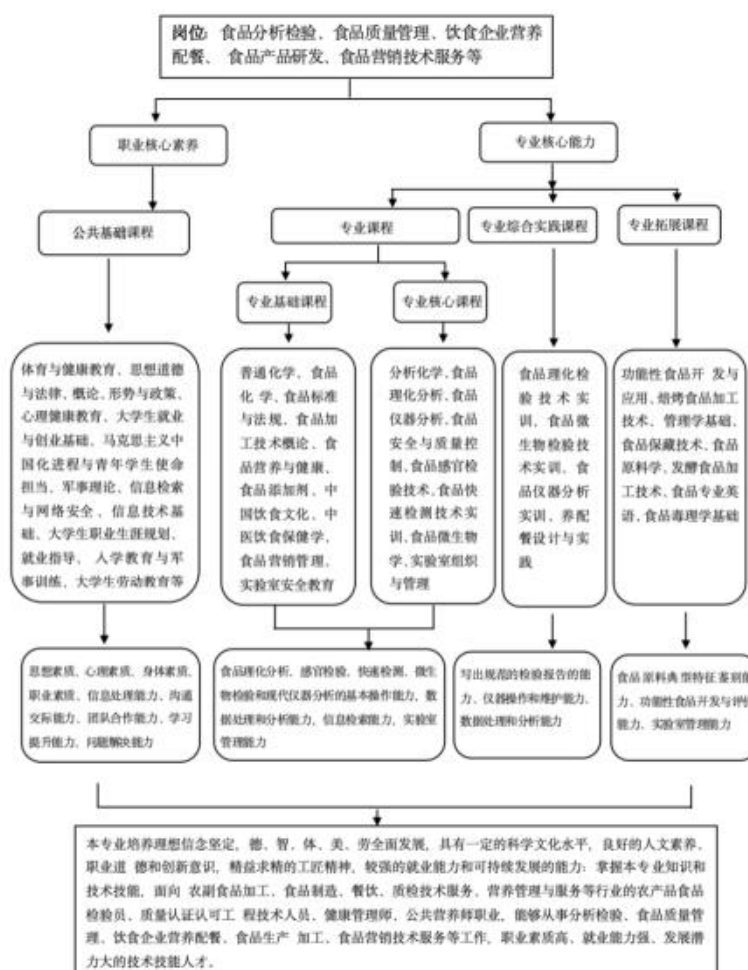 岗位：食品分析检验、食品质量管理、饮食企业营养
配餐、 食品产品研发、食品营销技术服务等
职业核心素养
专业核心能力
公共基础课程
专业课程
专业综合实践课程
专业拓展课程
专业基础课程
专业核心课程
体育与健康教育、思想道德
与法律、概论、形势与政策、
心理健康教育、大学生就业
与创业基础、马克思主义中
国化进程与青年学生使命
担当、军事理论、信息检索
与网络安全、信息技术基
础、大学生职业生涯规划、
就业指导、 入学教育与军
事训练、大学生劳动教育等
普通化学、食品
化学、食品标准
与法规、食品加
工技术概论、食
品营养与健康、
食品添加剂、中
国饮食文化、中
医饮食保健学、
食品营销管理、
实验室安全教育
分析化学、食品
理化分析、食品
仪器分析、食品
安全与质量控
制、食品感官检
验技术、食品快
速检测技术实
训、食品微生物
学、实验室组织
与管理
食品理化检
验技术实
训、食品微
生物检验技
术实训、食
品仪器分析
实训、养配
餐设计与实
践
功能性食品开 发与
应用、焙烤食品加工
技术、管理学基础、
食品保藏技术、食品
原料学、发酵食品加
工技术、食品专业英
语、食品毒理学基础
思想素质、心理素质、身体素质、
职业素质、信息处理能力、沟通
交际能力、团队合作能力、学习
提升能力、问题解决能力
食品理化分析、感官检验、快速检测、微生
物检验和现代仪器分析的基本操作能力、数
据处理和分析能力、信息检索能力、实验室
管理能力
写出规范的检验报告的能
力、仪器操作和维护能力、
数据处理和分析能力
食品原料典型特征鉴别能
力、功能性食品开发与评价
能力、实验室管理能力
本专业培养理想信念坚定，德、智、体、美、劳全面发展，具有一定的科学文化水平，良好的人文素养、
职业道 德和创新意识，精益求精的工匠精神，较强的就业能力和可持续发展的能力；掌握本专业知识和
技术技能，面向 农副食品加工、食品制造、餐饮、质检技术服务、营养管理与服务等行业的农产品食品
检验员、质量认证认可工 程技术人员、健康管理师、公共营养师职业，能够从事分析检验、食品质量管
理、饮食企业营养配餐、食品生产 加工、食品营销技术服务等工作，职业素质高、就业能力强、发展潜
力大的技术技能人才。